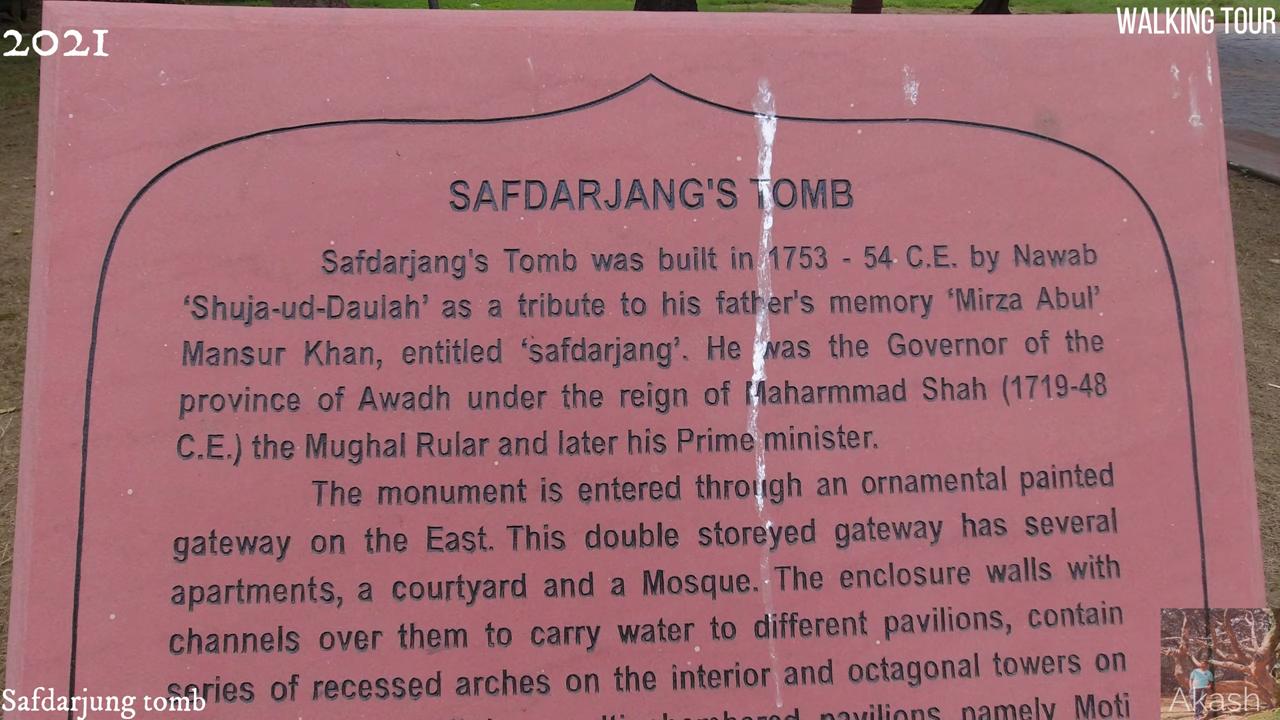 2021
WALKING TOUR
SAFDARJANG'S TOMB
Safdarjang's Tomb was built in 1753 - 54 C.E. by Nawab
‘Shuja-ud-Daulah’ as a tribute to his father's memory ‘Mirza Abul’
Mansur Khan, entitled ‘safdarjang’. He was the Governor of the
province of Awadh under the reign of Maharmmad Shah (1719-48
C.E.) the Mughal Rular and later his Prime minister.
The monument is entered through an ornamental painted
gateway on the East. This double storeyed gateway has several
apartments, a courtyard and a Mosque. The enclosure walls with
channels over them to carry water to different pavilions, contain
series of recessed arches on the interior and octagonal towers on
pavilions namely Moti
Safdarjung tomb
Akash